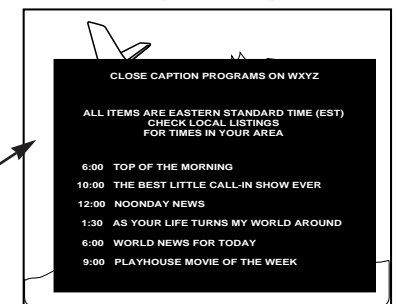 CLOSE CAPTION PROGRAMS ON WXYZ
ALL ITEMS ARE EASTERN STANDARD TIME (EST)
CHECK LOCAL LISTINGS
FOR TIMES IN YOUR AREA
6:00 TOP OF THE MORNING
10:00 THE BEST LITTLE CALL-IN SHOW EVER
12:00 NOONDAY NEWS
1:30 AS YOUR LIFE TURNS MY WORLD AROUND
6:00 WORLD NEWS FOR TODAY
9:00 PLAYHOUSE MOVIE OF THE WEEK